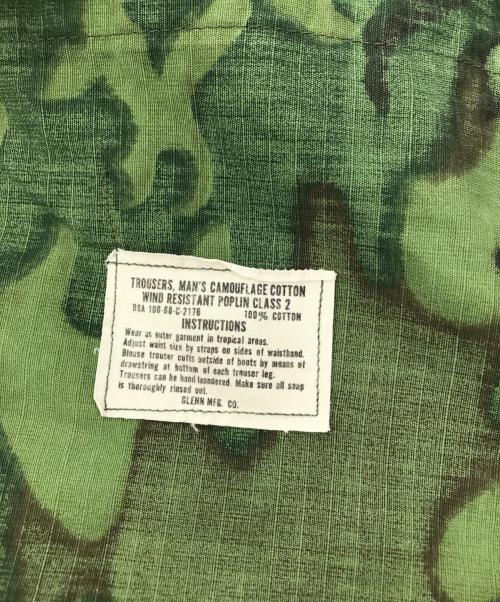 TROUSERS, MAN'S CAMOUFLAGE COTTON
WIND RESISTANT POPLIN CLASS 2
DSA 100-68-C-2176 100% COTTON
INSTRUCTIONS
Wear as outer garment in tropical areas.
Adjust waist size by straps on sides of waistband.
Blouse trouser cuffs outside of boots by means of
drawstring at bottom of each trouser leg.
Trousers can be hand laundered. Make sure all soap
is thoroughly rinsed out.
GLENN MFG. CO.